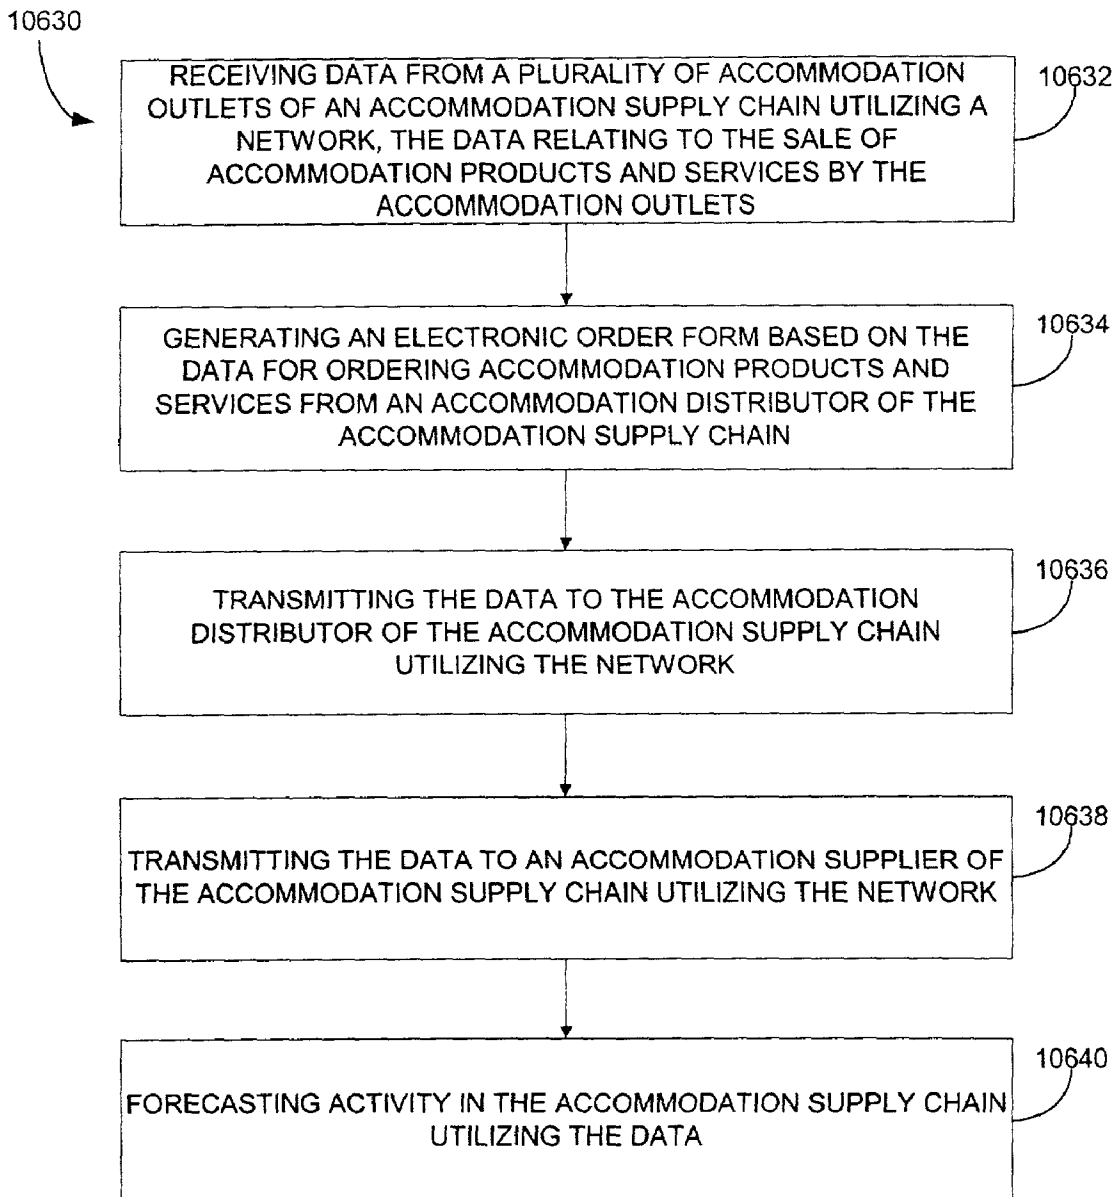 10630
RECEIVING DATA FROM A PLURALITY OF ACCOMMODATION
OUTLETS OF AN ACCOMMODATION SUPPLY CHAIN UTILIZING A
NETWORK, THE DATA RELATING TO THE SALE OF
ACCOMMODATION PRODUCTS AND SERVICES BY THE
ACCOMMODATION OUTLETS
10632
GENERATING AN ELECTRONIC ORDER FORM BASED ON THE
DATA FOR ORDERING ACCOMMODATION PRODUCTS AND
SERVICES FROM AN ACCOMMODATION DISTRIBUTOR OF THE
ACCOMMODATION SUPPLY CHAIN
10634
TRANSMITTING THE DATA TO THE ACCOMMODATION
DISTRIBUTOR OF THE ACCOMMODATION SUPPLY CHAIN
UTILIZING THE NETWORK
10636
TRANSMITTING THE DATA TO AN ACCOMMODATION SUPPLIER OF
THE ACCOMMODATION SUPPLY CHAIN UTILIZING THE NETWORK
10638
FORECASTING ACTIVITY IN THE ACCOMMODATION SUPPLY CHAIN
UTILIZING THE DATA
10640